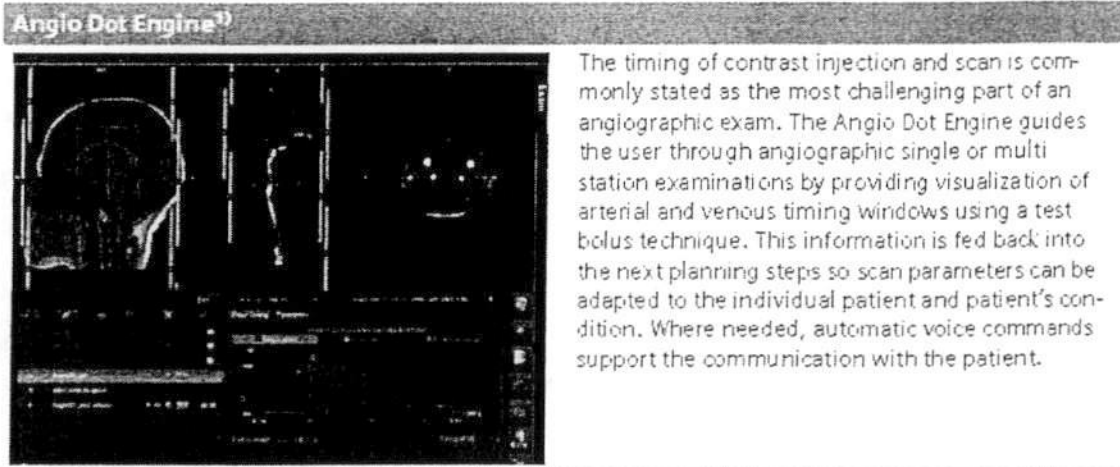 Angio Dot Engine³⁾
The timing of contrast injection and scan is com-
monly stated as the most challenging part of an
angiographic exam. The Angio Dot Engine guides
the user through angiographic single or multi
station examinations by providing visualization of
arterial and venous timing windows using a test
bolus technique. This information is fed back into
the next planning steps so scan parameters can be
adapted to the individual patient and patient's con-
dition. Where needed, automatic voice commands
support the communication with the patient.
Exam